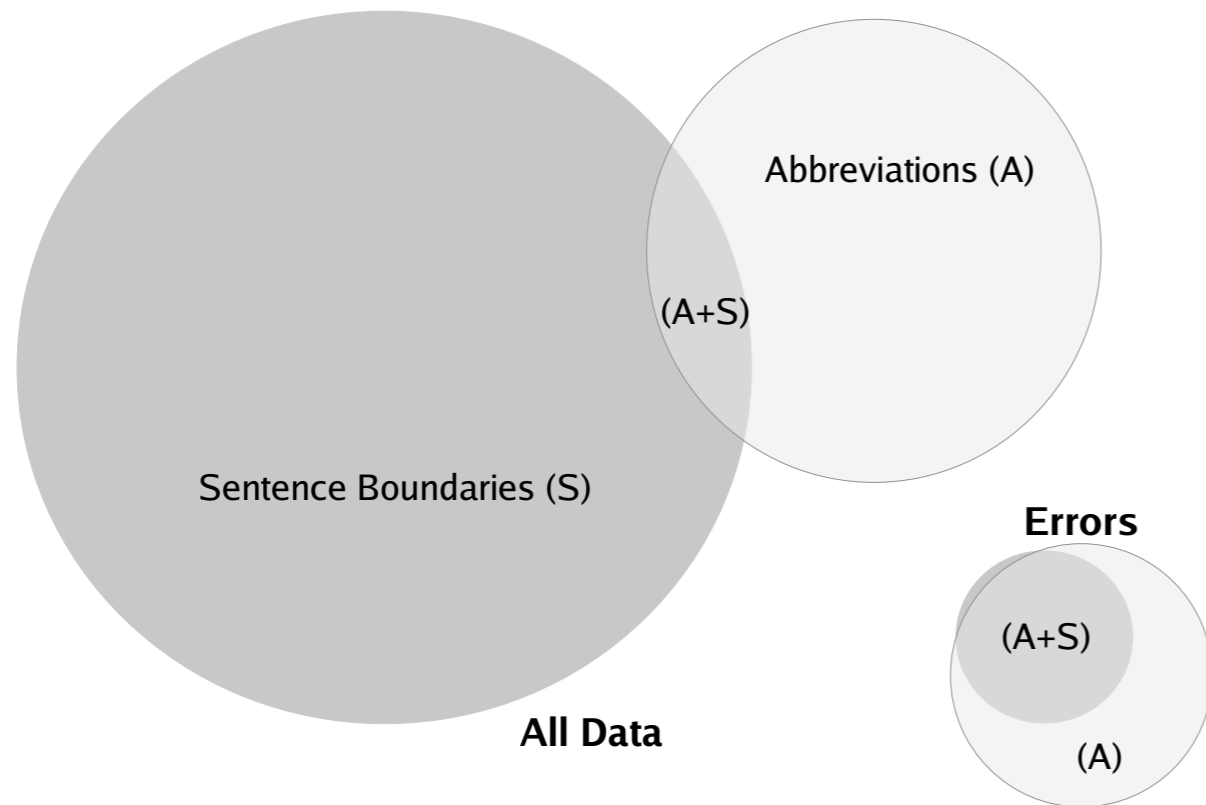 Abbreviations (A)
(A+S)
Sentence Boundaries (S)
All Data
Errors
(A+S)
(A)